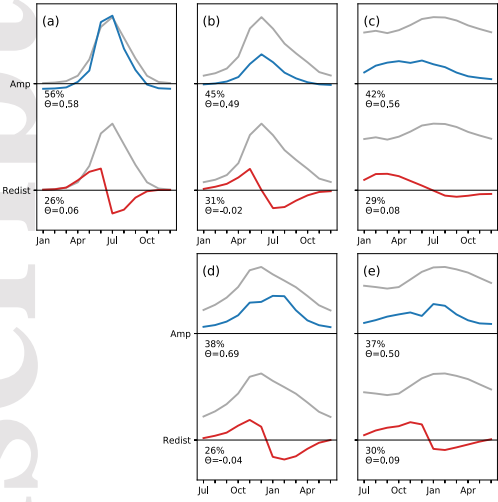 (a)
(b)
(c)
Amp
56%
Θ=0.58
45%
Θ=0.49
42%
Θ=0.56
Redist
26%
Θ=0.06
31%
Θ=-0.02
29%
Θ=0.08
Jan Apr Jul Oct
Jan Apr Jul Oct
Jan Apr Jul Oct
(d)
(e)
Amp
38%
Θ=0.69
37%
Θ=0.50
Redist
26%
Θ=-0.04
30%
Θ=0.09
Jul Oct Jan Apr
Jul Oct Jan Apr